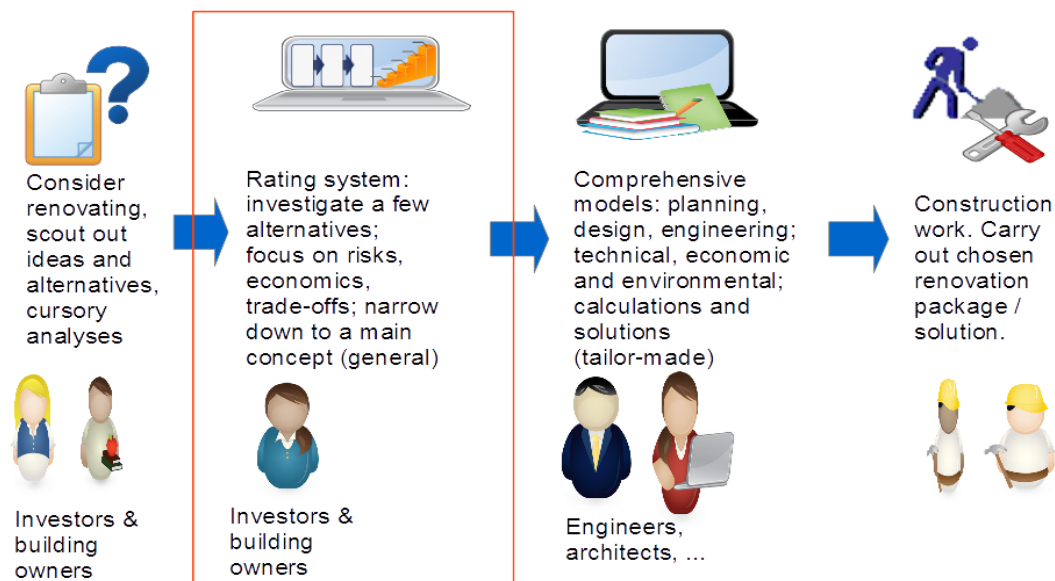 Consider
renovating,
scout out
ideas and
alternatives,
cursory
analyses
Investors &
building
owners
Rating system:
investigate a few
alternatives;
focus on risks,
economics,
trade-offs; narrow
down to a main
concept (general)
Investors &
building
owners
Comprehensive
models: planning,
design, engineering;
technical, economic
and environmental;
calculations and
solutions
(tailor-made)
Engineers,
architects, ...
Construction
work. Carry
out chosen
renovation
package /
solution.